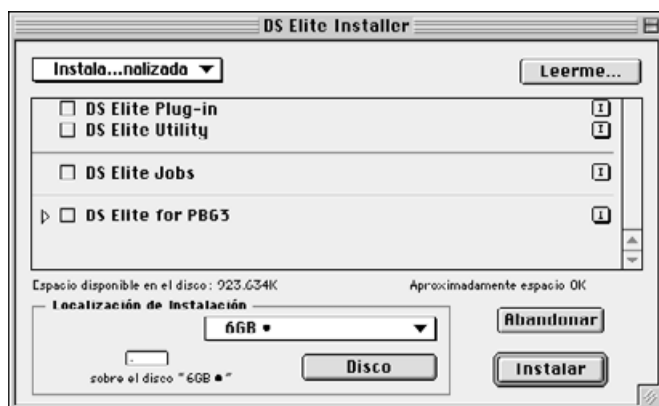 DS Elite Installer
Instala...nalizada
Leerme...
DS Elite Plug-in
DS Elite Utility
DS Elite Jobs
DS Elite for PBG3
Espacio disponible en el disco: 923.634K
Aproximadamente espacio 0K
Localización de Instalación
6GB •
Abandonar
Disco
Instalar
sobre el disco "6GB •"